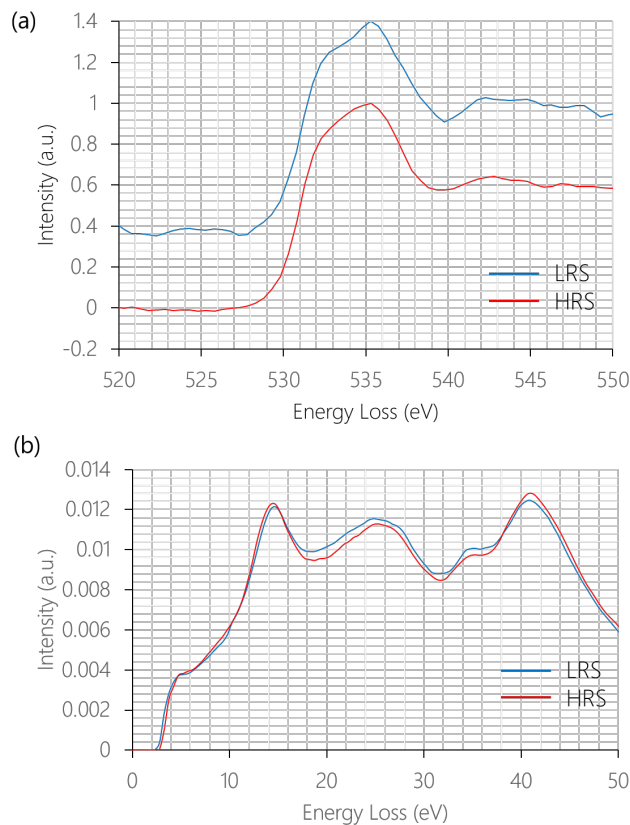 (a)
1.4
1.2
1
0.8
0.6
0.4
0.2
0
-0.2
Intensity (a.u.)
LRS
HRS
520 525 530 535 540 545 550
Energy Loss (eV)
(b)
0.014
0.012
0.01
0.008
0.006
0.004
0.002
0
Intensity (a.u.)
LRS
HRS
0 10 20 30 40 50
Energy Loss (eV)